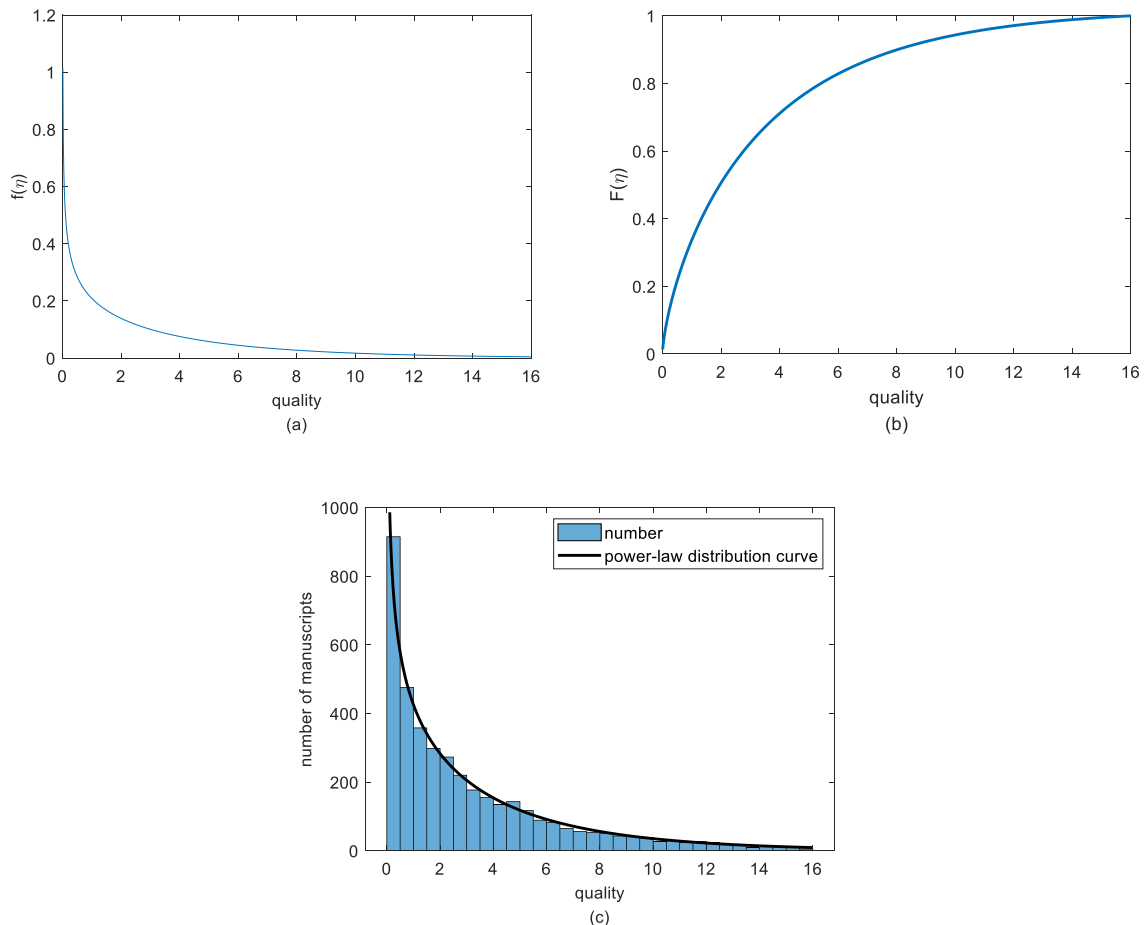 1.2
1
0.8
0.6
0.4
0.2
0
f(η)
0 2 4 6 8 10 12 14 16
quality
(a)
1
0.8
0.6
0.4
0.2
0
F(η)
0 2 4 6 8 10 12 14 16
quality
(b)
1000
800
600
400
200
0
number of manuscripts
number
power-law distribution curve
0 2 4 6 8 10 12 14 16
quality
(c)